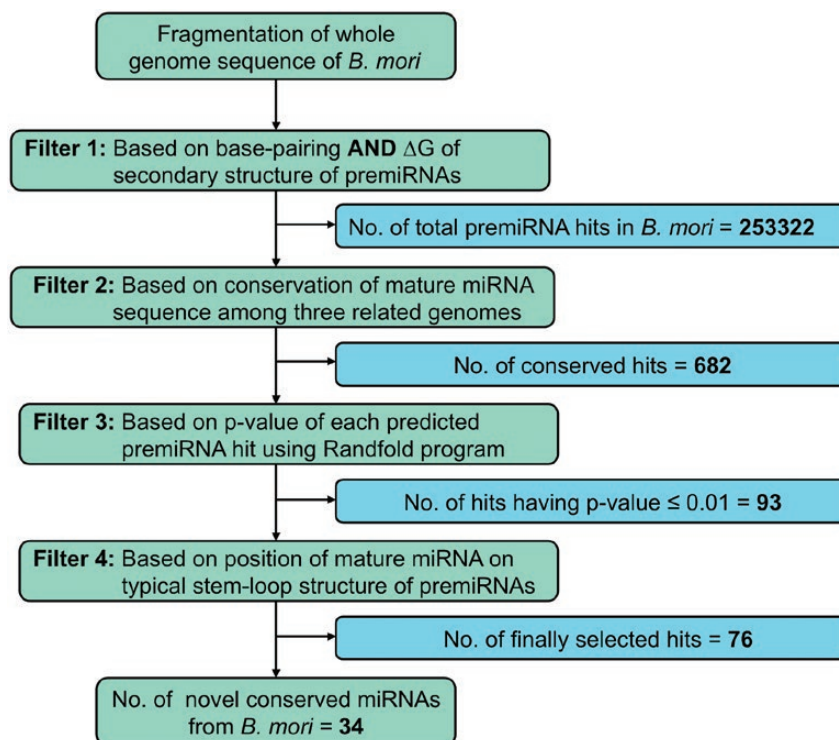 Fragmentation of whole
genome sequence of B. mori
Filter 1: Based on base-pairing AND ΔG of
secondary structure of premiRNAs
No. of total premiRNA hits in B. mori = 253322
Filter 2: Based on conservation of mature miRNA
sequence among three related genomes
No. of conserved hits = 682
Filter 3: Based on p-value of each predicted
premiRNA hit using Randfold program
No. of hits having p-value ≤ 0.01 = 93
Filter 4: Based on position of mature miRNA on
typical stem-loop structure of premiRNAs
No. of finally selected hits = 76
No. of novel conserved miRNAs
from B. mori = 34